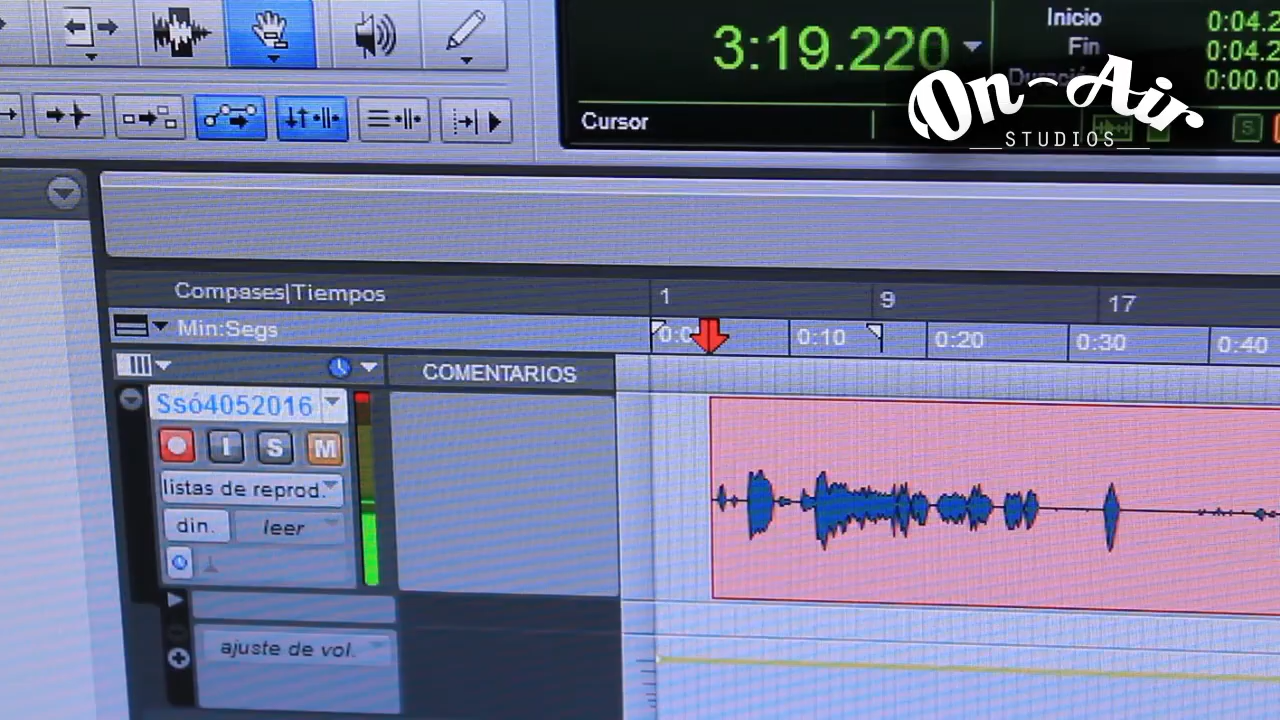 Inicio 0:04.2
3:19.220
Fin 0:04.2
Duración 0:00.0
On-Air
STUDIOS
Cursor
S
Compases|Tiempos
1 9 17
Min:Segs
0:10 0:20 0:30 0:40
COMENTARIOS
Ssó4052016
I S M
listas de reprod.
din. leer
ajuste de vol.